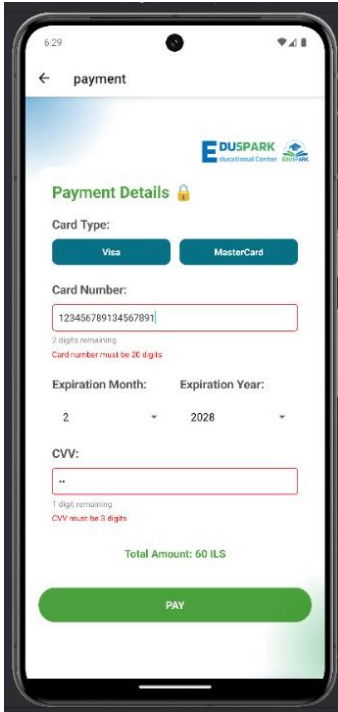 6:29
← payment
EDUSPARK
Educational Center EDUSPARK
Payment Details
Card Type:
Visa MasterCard
Card Number:
123456789134567891
2 digits remaining
Card number must be 20 digits
Expiration Month: Expiration Year:
2 2028
CVV:
••
1 digit remaining
CVV must be 3 digits
Total Amount: 60 ILS
PAY